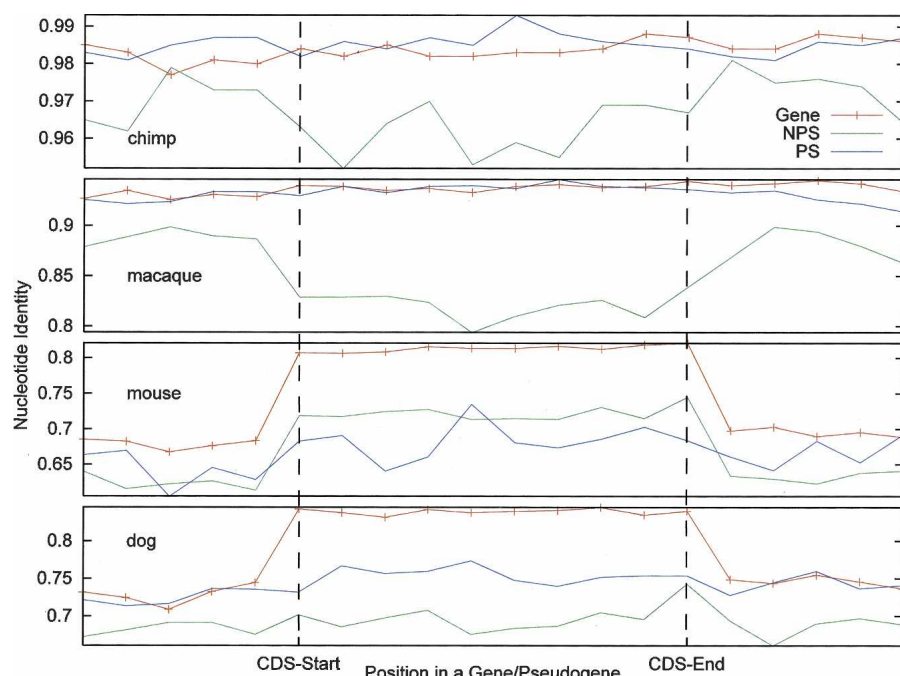 0.99
0.98
0.97
0.96
chimp
Gene
NPS
PS
0.9
0.85
0.8
macaque
0.8
0.75
0.7
0.65
mouse
0.8
0.75
0.7
dog
Nucleotide Identity
CDS-Start
CDS-End
Position in a Gene/Pseudogene